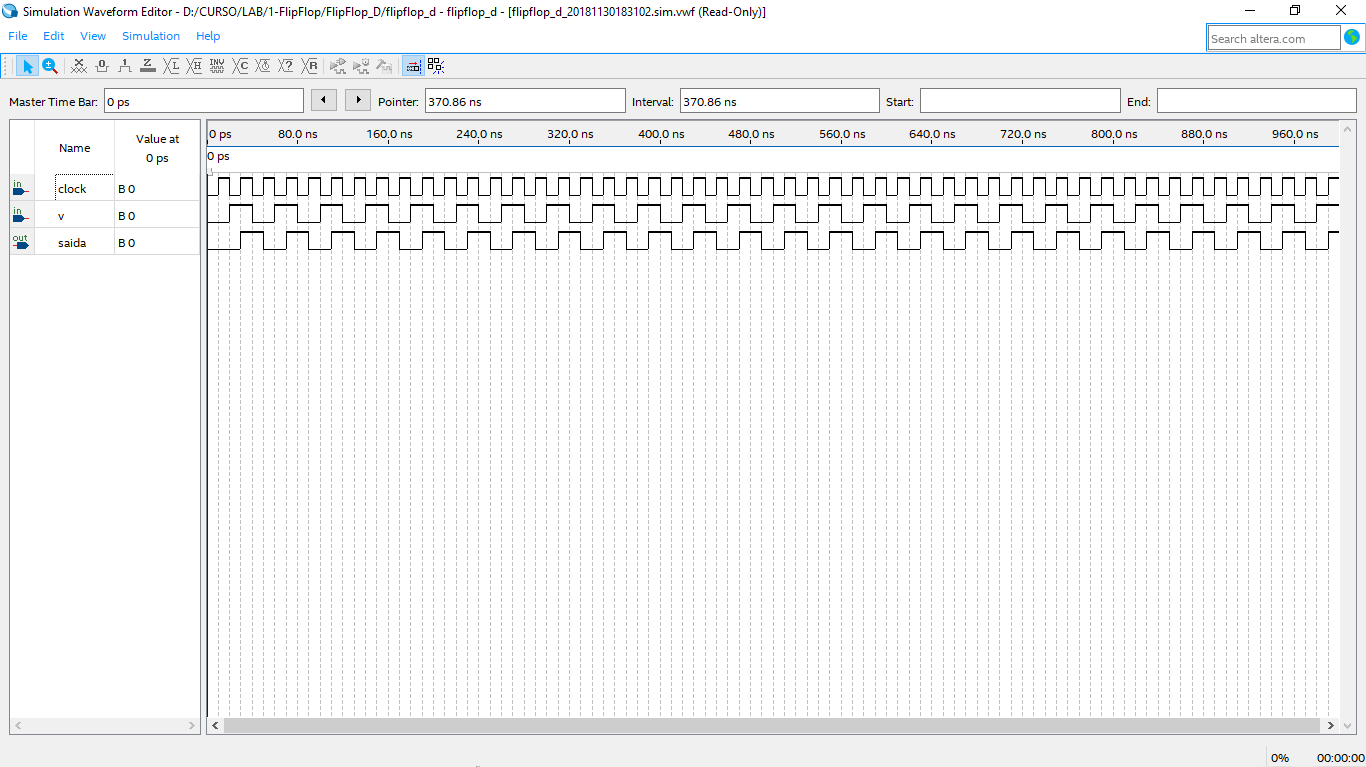 Simulation Waveform Editor - D:/CURSO/LAB/1-FlipFlop/FlipFlop_D/flipflop_d - flipflop_d - [flipflop_d_20181130183102.sim.vwf (Read-Only)]
File Edit View Simulation Help
Search altera.com
Master Time Bar: 0 ps Pointer: 370.86 ns Interval: 370.86 ns Start: End:
Name Value at 0 ps
0 ps 80.0 ns 160.0 ns 240.0 ns 320.0 ns 400.0 ns 480.0 ns 560.0 ns 640.0 ns 720.0 ns 800.0 ns 880.0 ns 960.0 ns
0 ps
in clock B 0
in v B 0
out saida B 0
0% 00:00:00